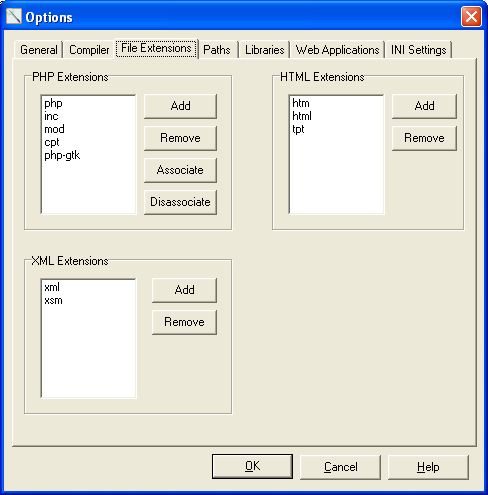 Options
General Compiler File Extensions Paths Libraries Web Applications INI Settings
PHP Extensions
php
inc
mod
cpt
php-gtk
Add
Remove
Associate
Disassociate
HTML Extensions
htm
html
tpt
Add
Remove
XML Extensions
xml
xsm
Add
Remove
OK Cancel Help